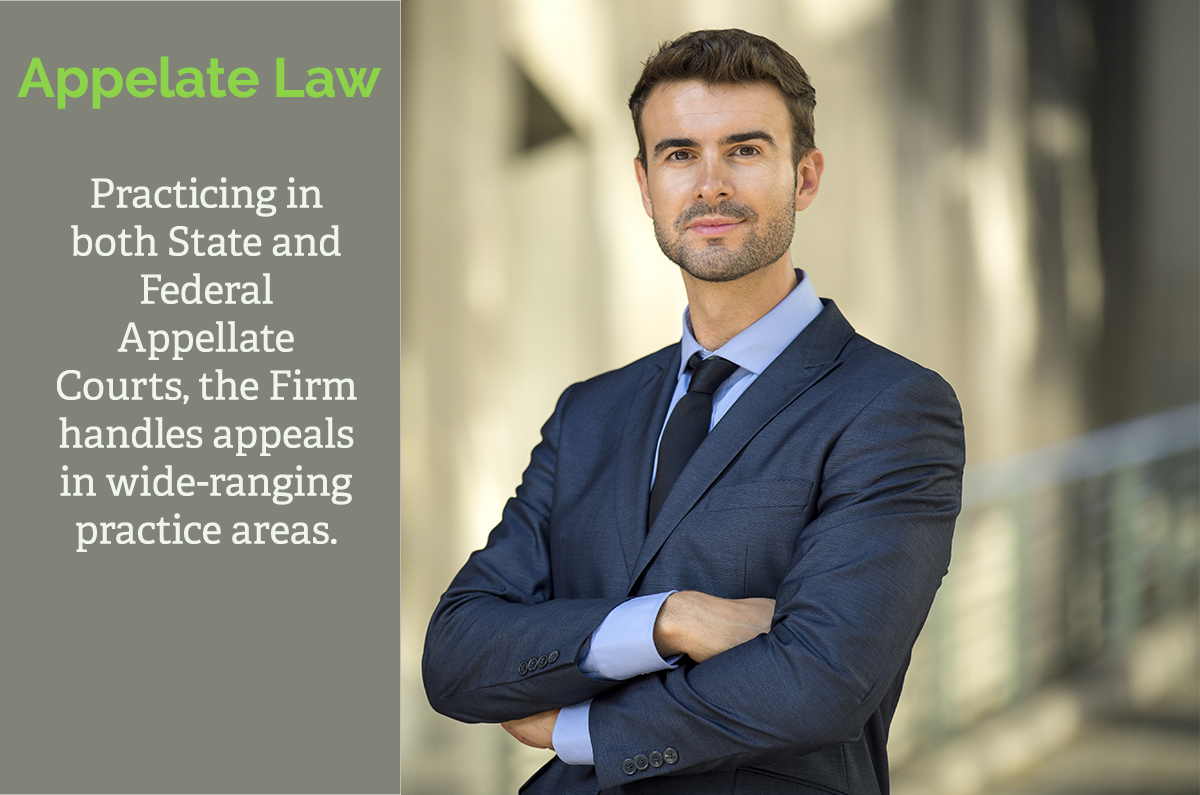 Appelate Law
Practicing in
both State and
Federal
Appellate
Courts, the Firm
handles appeals
in wide-ranging
practice areas.